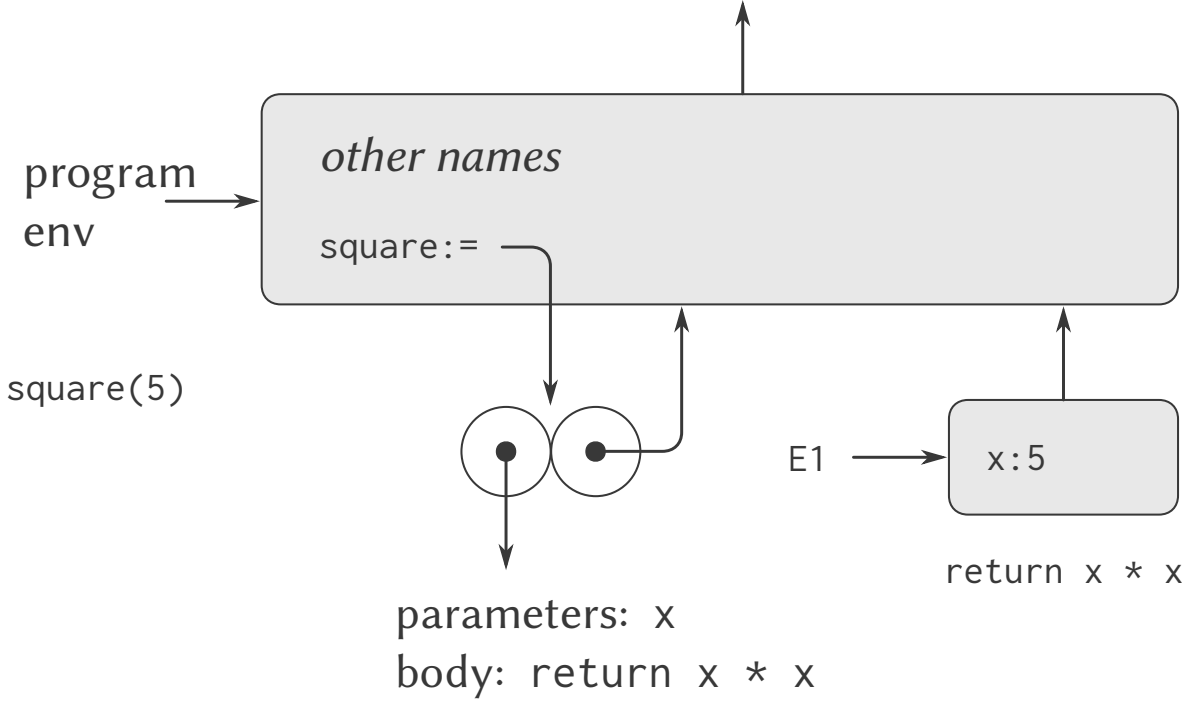 other names
program
env
square:=
square(5)
E1
x:5
return x * x
parameters: x
body: return x * x